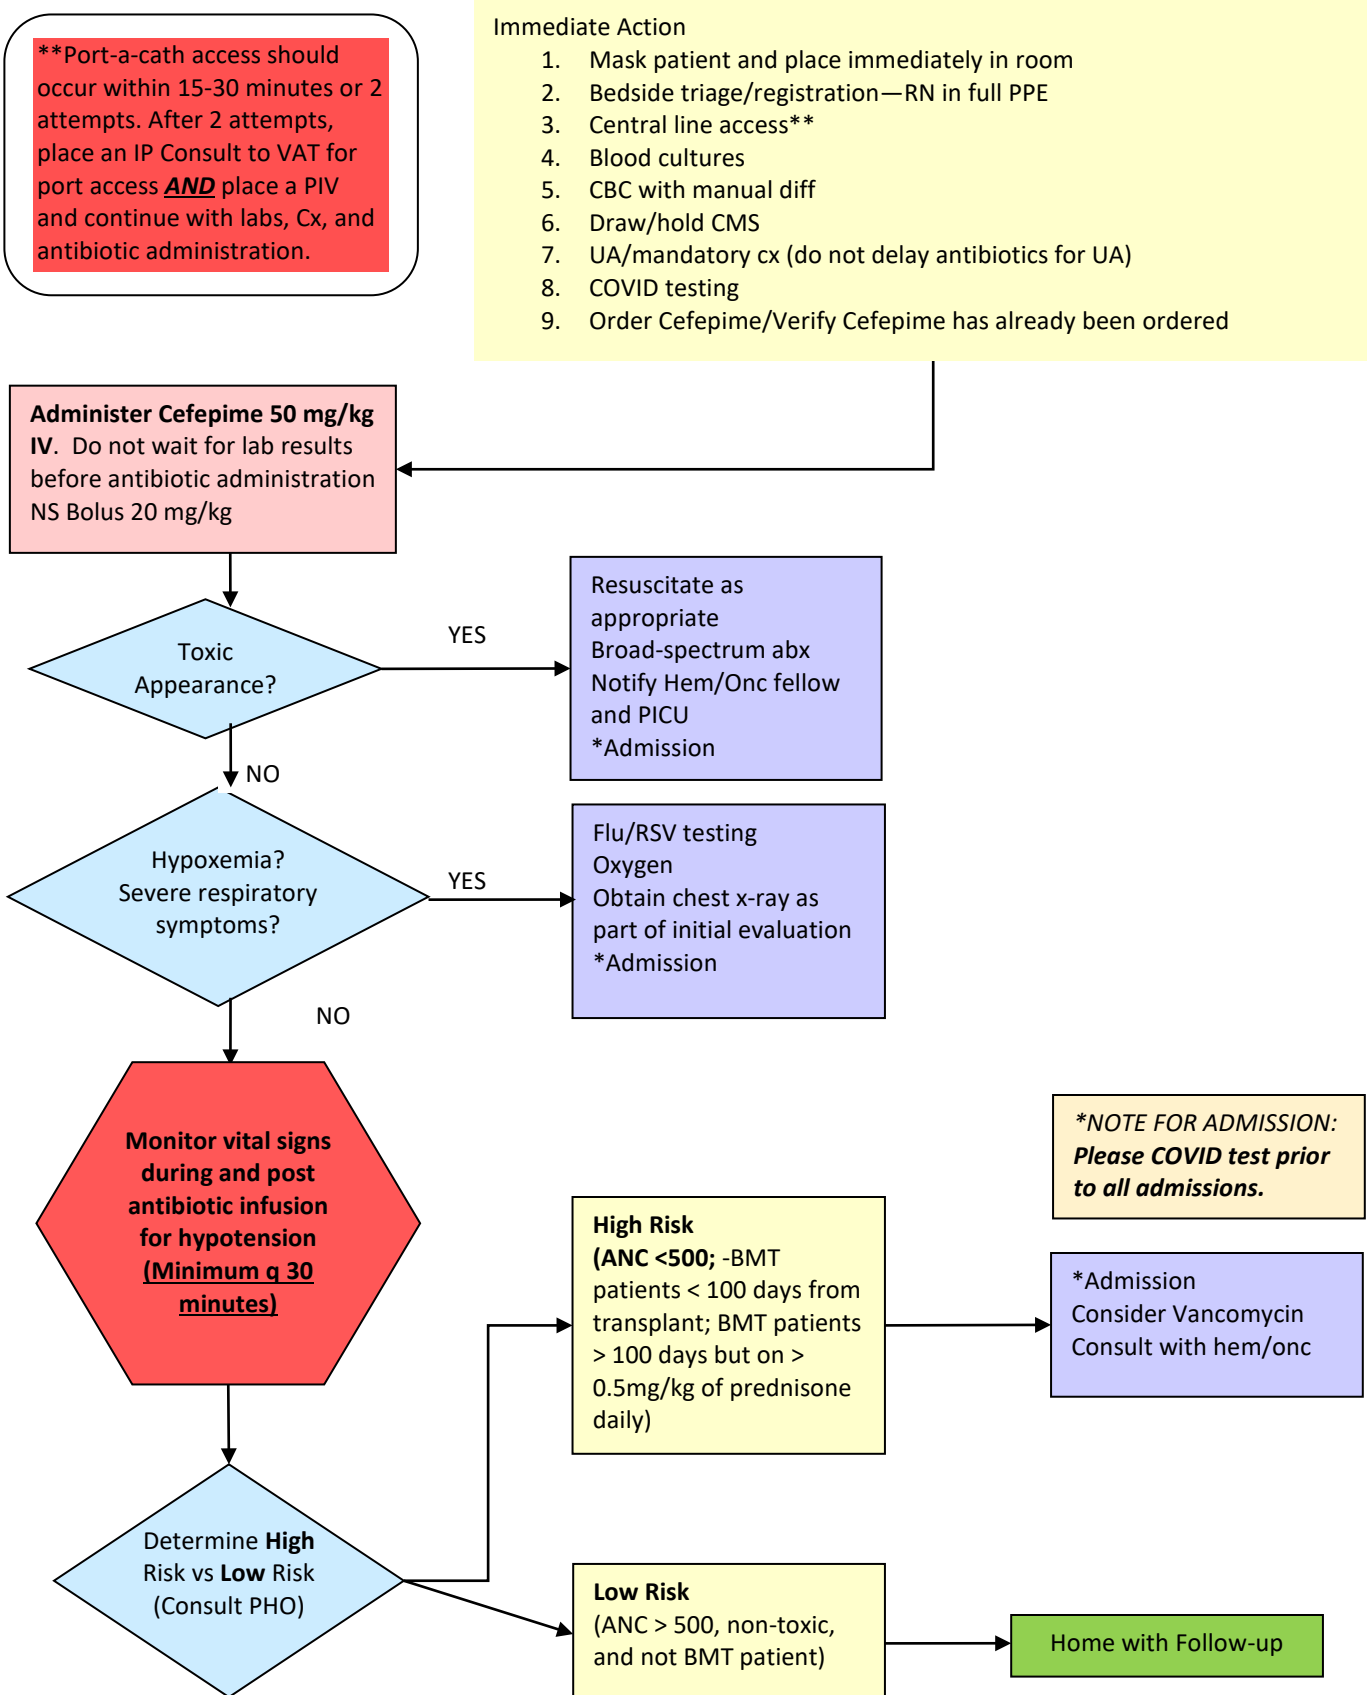 **Port-a-cath access should
occur within 15-30 minutes or 2
attempts. After 2 attempts,
place an IP Consult to VAT for
port access AND place a PIV
and continue with labs, Cx, and
antibiotic administration.
Immediate Action
1. Mask patient and place immediately in room
2. Bedside triage/registration—RN in full PPE
3. Central line access**
4. Blood cultures
5. CBC with manual diff
6. Draw/hold CMS
7. UA/mandatory cx (do not delay antibiotics for UA)
8. COVID testing
9. Order Cefepime/Verify Cefepime has already been ordered
Administer Cefepime 50 mg/kg
IV. Do not wait for lab results
before antibiotic administration
NS Bolus 20 mg/kg
Toxic
Appearance?
YES
Resuscitate as
appropriate
Broad-spectrum abx
Notify Hem/Onc fellow
and PICU
*Admission
NO
Hypoxemia?
Severe respiratory
symptoms?
YES
Flu/RSV testing
Oxygen
Obtain chest x-ray as
part of initial evaluation
*Admission
NO
Monitor vital signs
during and post
antibiotic infusion
for hypotension
(Minimum q 30
minutes)
*NOTE FOR ADMISSION:
Please COVID test prior
to all admissions.
High Risk
(ANC <500; -BMT
patients < 100 days from
transplant; BMT patients
> 100 days but on >
0.5mg/kg of prednisone
daily)
*Admission
Consider Vancomycin
Consult with hem/onc
Determine High
Risk vs Low Risk
(Consult PHO)
Low Risk
(ANC > 500, non-toxic,
and not BMT patient)
Home with Follow-up